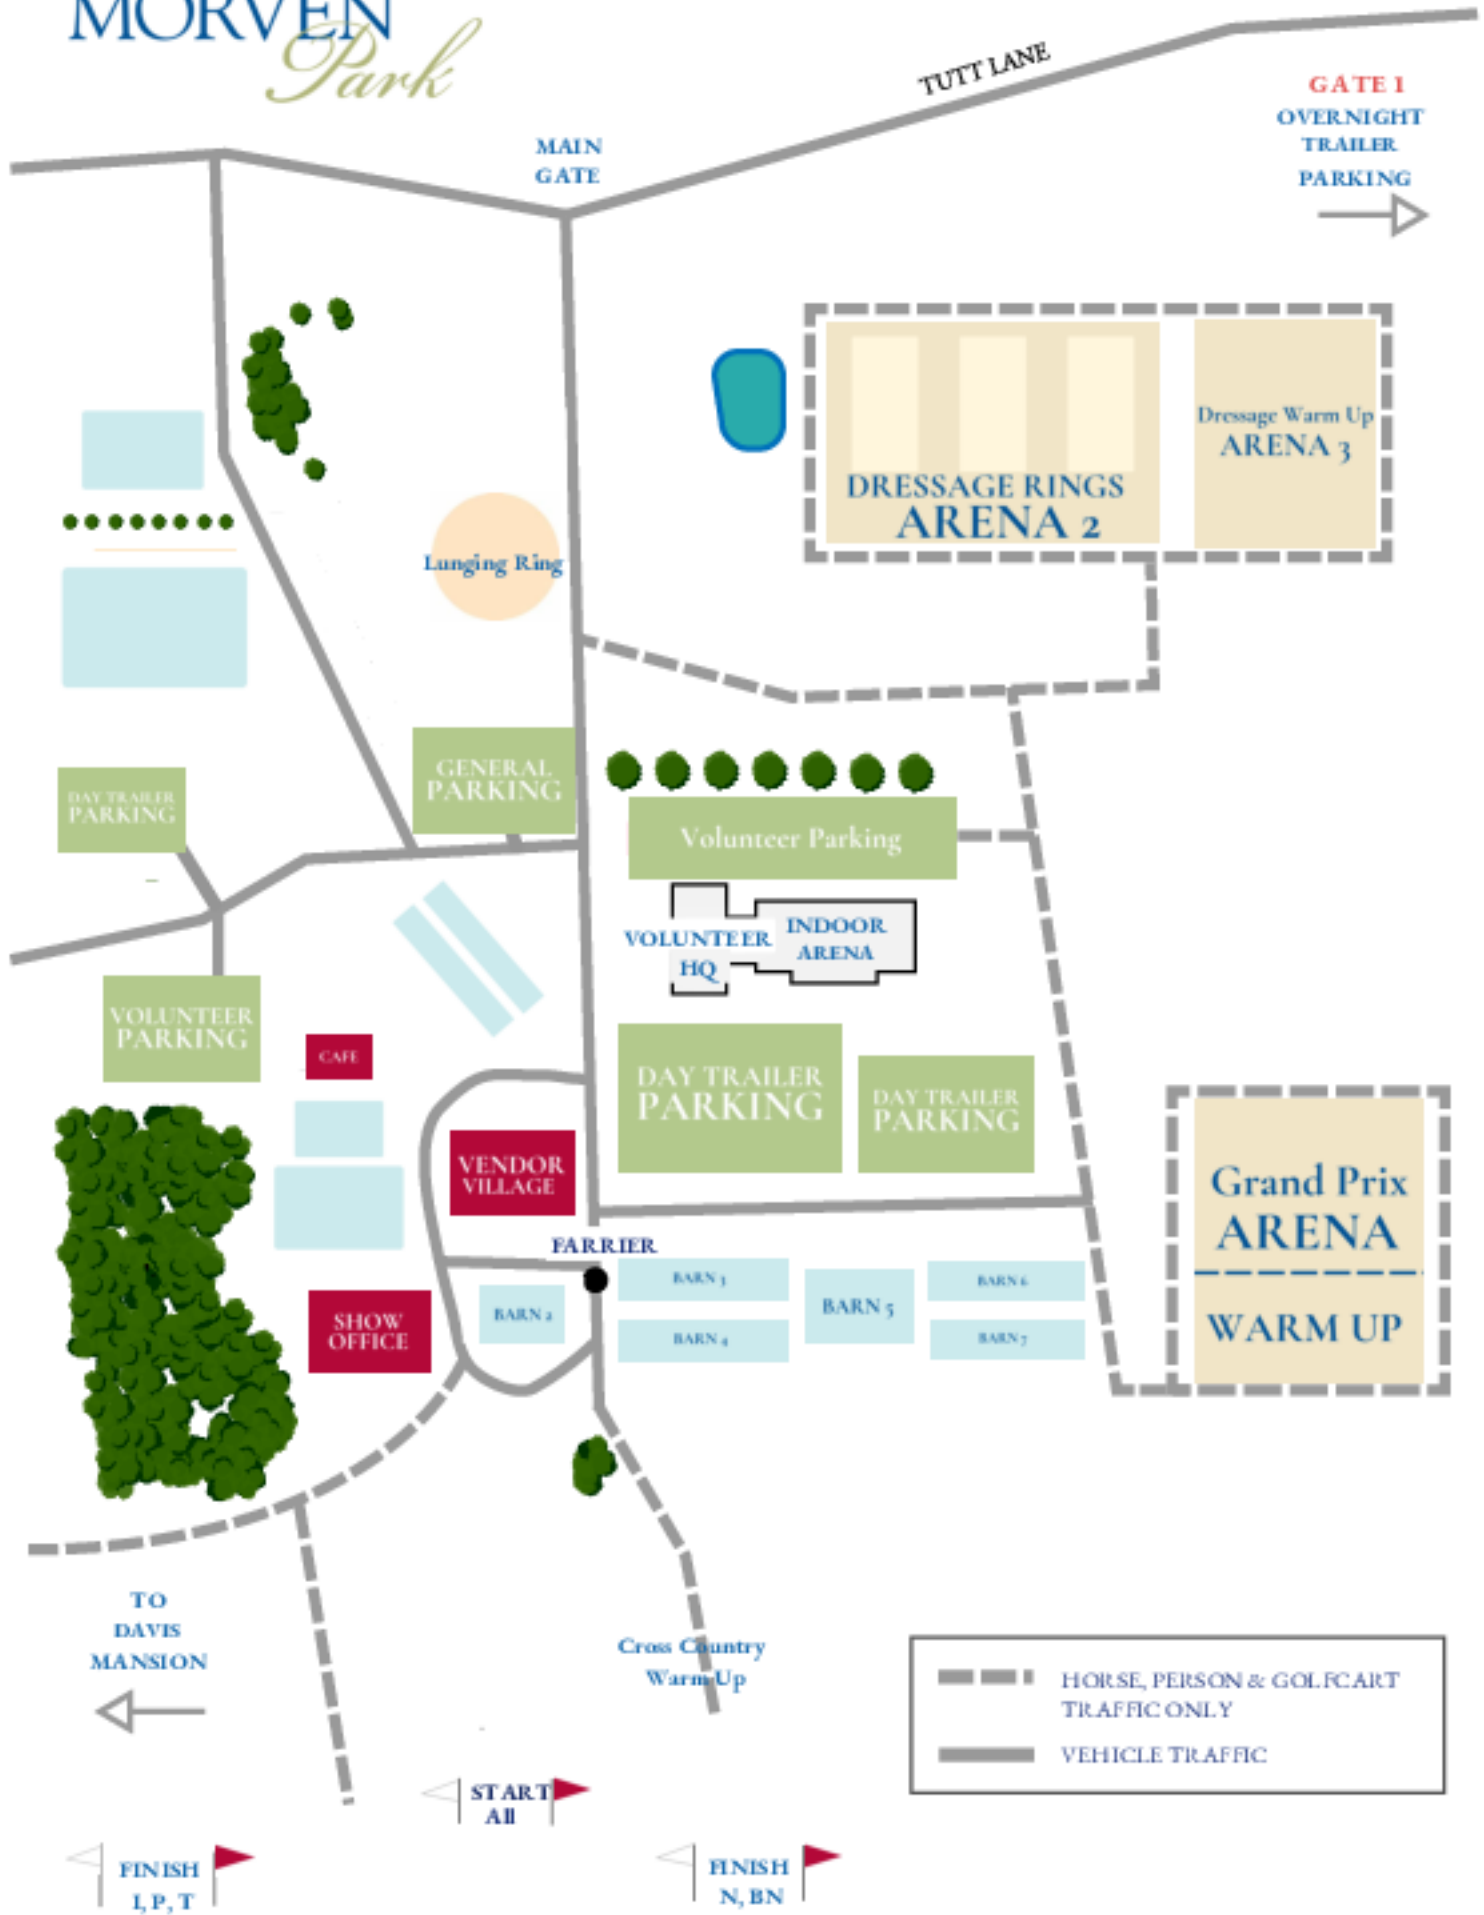 MORVEN
Park
TUTT LANE
GATE 1
OVERNIGHT
TRAILER
PARKING
MAIN
GATE
Dressage Warm Up
ARENA 3
DRESSAGE RINGS
ARENA 2
Lunging Ring
GENERAL
PARKING
DAY TRAILER
PARKING
Volunteer Parking
VOLUNTEER
HQ
INDOOR
ARENA
VOLUNTEER
PARKING
CAFE
DAY TRAILER
PARKING
DAY TRAILER
PARKING
VENDOR
VILLAGE
Grand Prix
ARENA
WARM UP
FARRIER
BARN 3
BARN 6
BARN 2
BARN 5
SHOW
OFFICE
BARN 4
BARN 7
TO
DAVIS
MANSION
Cross Country
Warm Up
HORSE, PERSON & GOLFCART
TRAFFIC ONLY
VEHICLE TRAFFIC
START
All
FINISH
I, P, T
FINISH
N, BN